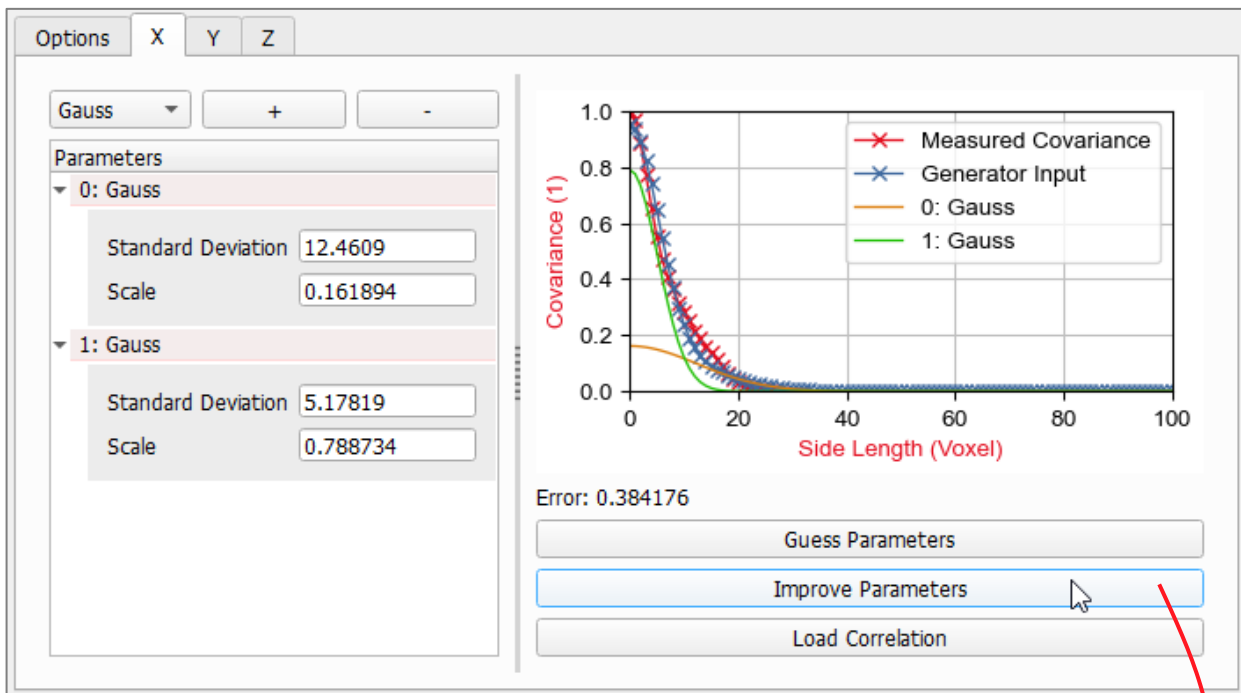 Options X Y Z
Gauss + -
Parameters
0: Gauss
Standard Deviation 12.4609
Scale 0.161894
1: Gauss
Standard Deviation 5.17819
Scale 0.788734
Covariance (1)
1.0
0.8
0.6
0.4
0.2
0.0
Measured Covariance
Generator Input
0: Gauss
1: Gauss
0 20 40 60 80 100
Side Length (Voxel)
Error: 0.384176
Guess Parameters
Improve Parameters
Load Correlation